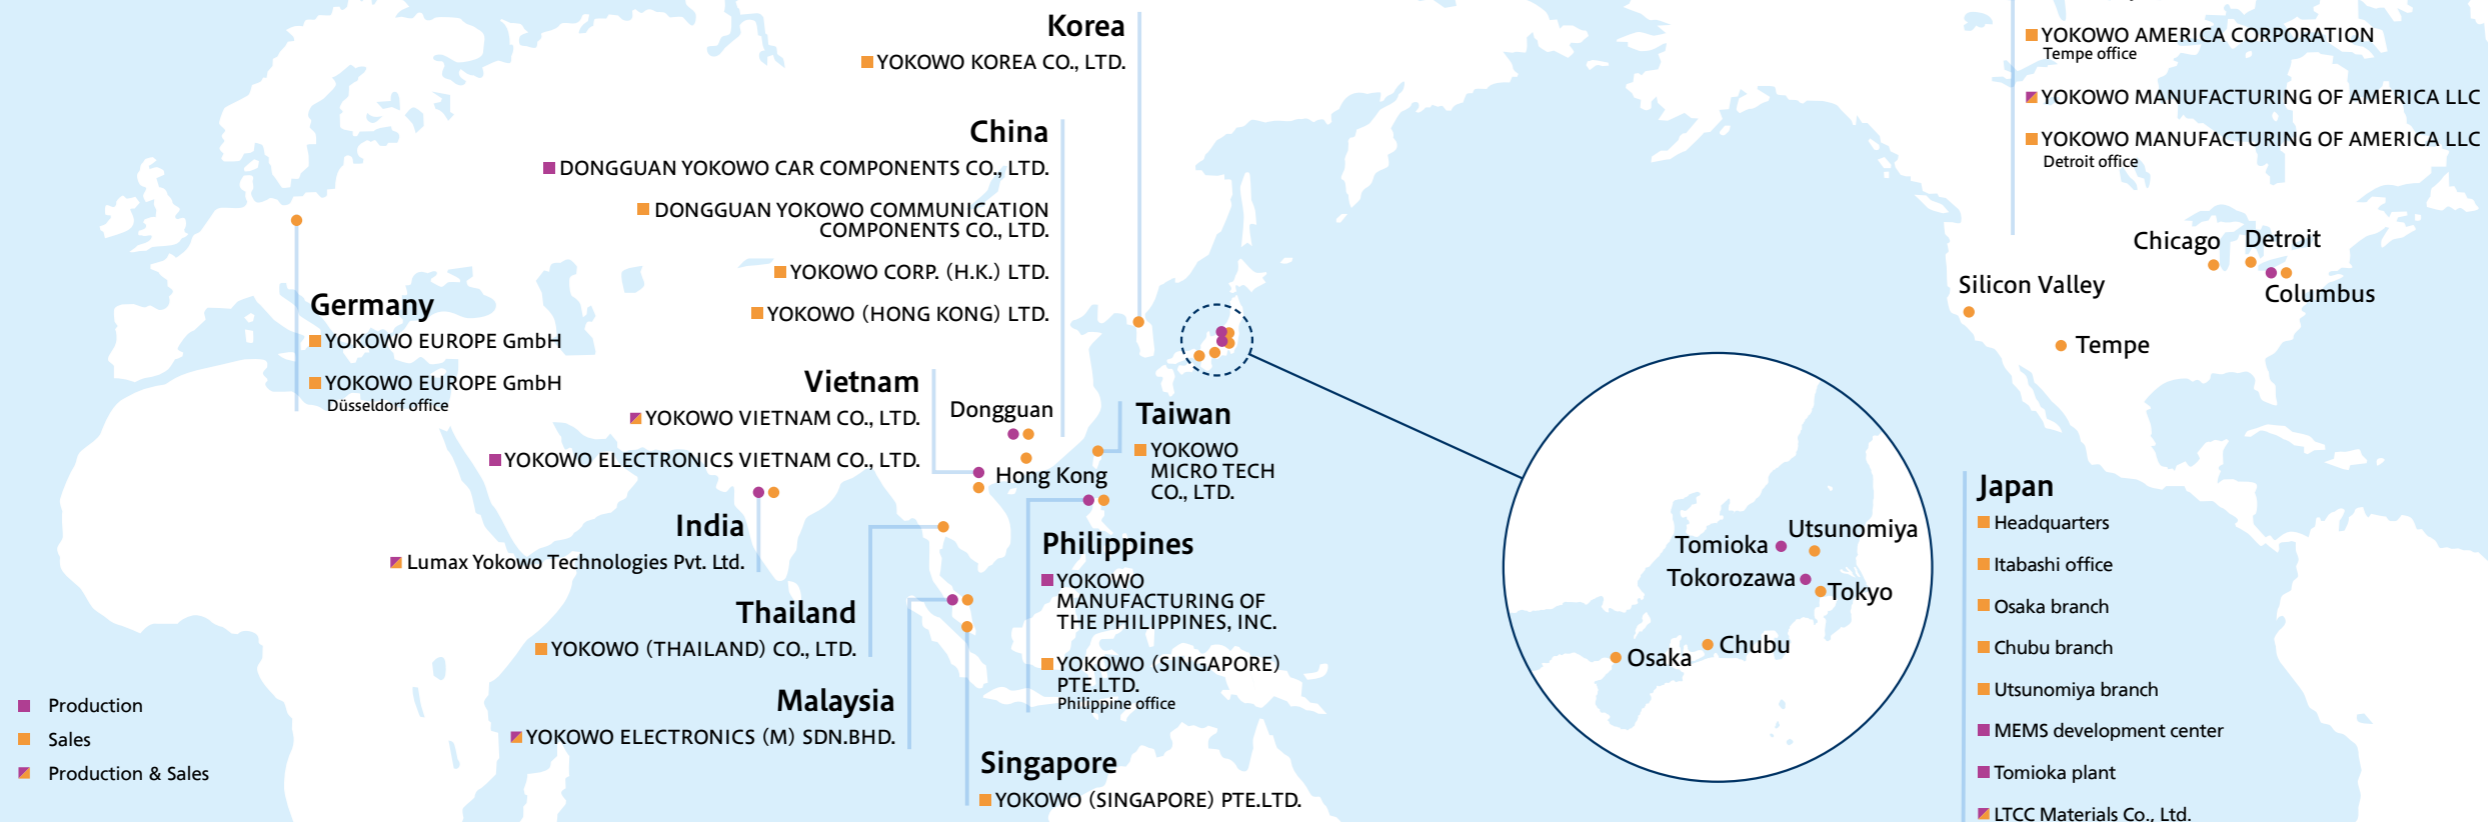 Korea
YOKOWO KOREA CO., LTD.
China
DONGGUAN YOKOWO CAR COMPONENTS CO., LTD.
DONGGUAN YOKOWO COMMUNICATION
COMPONENTS CO., LTD.
YOKOWO CORP. (H.K.) LTD.
YOKOWO (HONG KONG) LTD.
Germany
YOKOWO EUROPE GmbH
YOKOWO EUROPE GmbH
Düsseldorf office
Vietnam
YOKOWO VIETNAM CO., LTD.
YOKOWO ELECTRONICS VIETNAM CO., LTD.
Dongguan
Hong Kong
Taiwan
YOKOWO
MICRO TECH
CO., LTD.
India
Lumax Yokowo Technologies Pvt. Ltd.
Thailand
YOKOWO (THAILAND) CO., LTD.
Philippines
YOKOWO
MANUFACTURING OF
THE PHILIPPINES, INC.
YOKOWO (SINGAPORE)
PTE.LTD.
Philippine office
Malaysia
YOKOWO ELECTRONICS (M) SDN.BHD.
Singapore
YOKOWO (SINGAPORE) PTE.LTD.
Production
Sales
Production & Sales
YOKOWO AMERICA CORPORATION
Tempe office
YOKOWO MANUFACTURING OF AMERICA LLC
YOKOWO MANUFACTURING OF AMERICA LLC
Detroit office
Chicago
Detroit
Columbus
Silicon Valley
Tempe
Utsunomiya
Tomioka
Tokorozawa
Tokyo
Chubu
Osaka
Japan
Headquarters
Itabashi office
Osaka branch
Chubu branch
Utsunomiya branch
MEMS development center
Tomioka plant
LTCC Materials Co., Ltd.